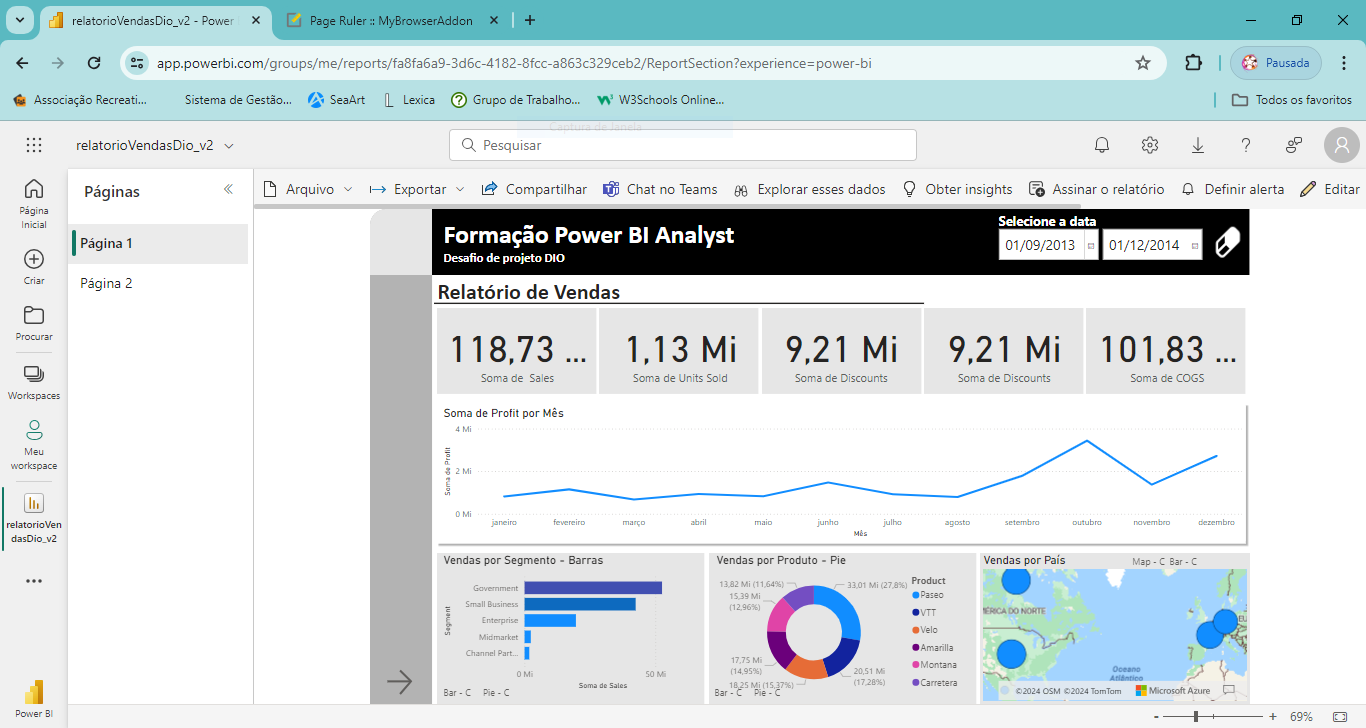 relatorioVendasDio_v2 - Power
Page Ruler :: MyBrowserAddon
app.powerbi.com/groups/me/reports/fa8fa6a9-3d6c-4182-8fcc-a863c329ceb2/ReportSection?experience=power-bi
Pausada
Associação Recreati...
Sistema de Gestão...
SeaArt
Lexica
Grupo de Trabalho...
W3Schools Online...
Todos os favoritos
Captura de Janela
relatorioVendasDio_v2
Pesquisar
Página
Inicial
Criar
Procurar
Workspaces
Meu
workspace
relatorioVen
dasDio_v2
Power BI
Páginas
Página 1
Página 2
Arquivo
Exportar
Compartilhar
Chat no Teams
Explorar esses dados
Obter insights
Assinar o relatório
Definir alerta
Editar
Formação Power BI Analyst
Desafio de projeto DIO
Selecione a data
01/09/2013
01/12/2014
Relatório de Vendas
118,73 ...
Soma de Sales
1,13 Mi
Soma de Units Sold
9,21 Mi
Soma de Discounts
9,21 Mi
Soma de Discounts
101,83 ...
Soma de COGS
Soma de Profit por Mês
Soma de Profit
4 Mi
2 Mi
0 Mi
janeiro
fevereiro
março
abril
maio
junho
julho
agosto
setembro
outubro
novembro
dezembro
Mês
Vendas por Segmento - Barras
Segment
Government
Small Business
Enterprise
Midmarket
Channel Part...
0 Mi
50 Mi
Soma de Sales
Bar - C
Pie - C
Vendas por Produto - Pie
13,82 Mi (11,64%)
33,01 Mi (27,8%)
15,39 Mi
(12,96%)
17,75 Mi
(14,95%)
18,25 Mi (15,37%)
20,51 Mi
(17,28%)
Product
Paseo
VTT
Velo
Amarilla
Montana
Carretera
Bar - C
Pie - C
Vendas por País
Map - C
Bar - C
MÉRICA DO NORTE
Oceano
Atlântico
©2024 OSM ©2024 TomTom
Microsoft Azure
69%